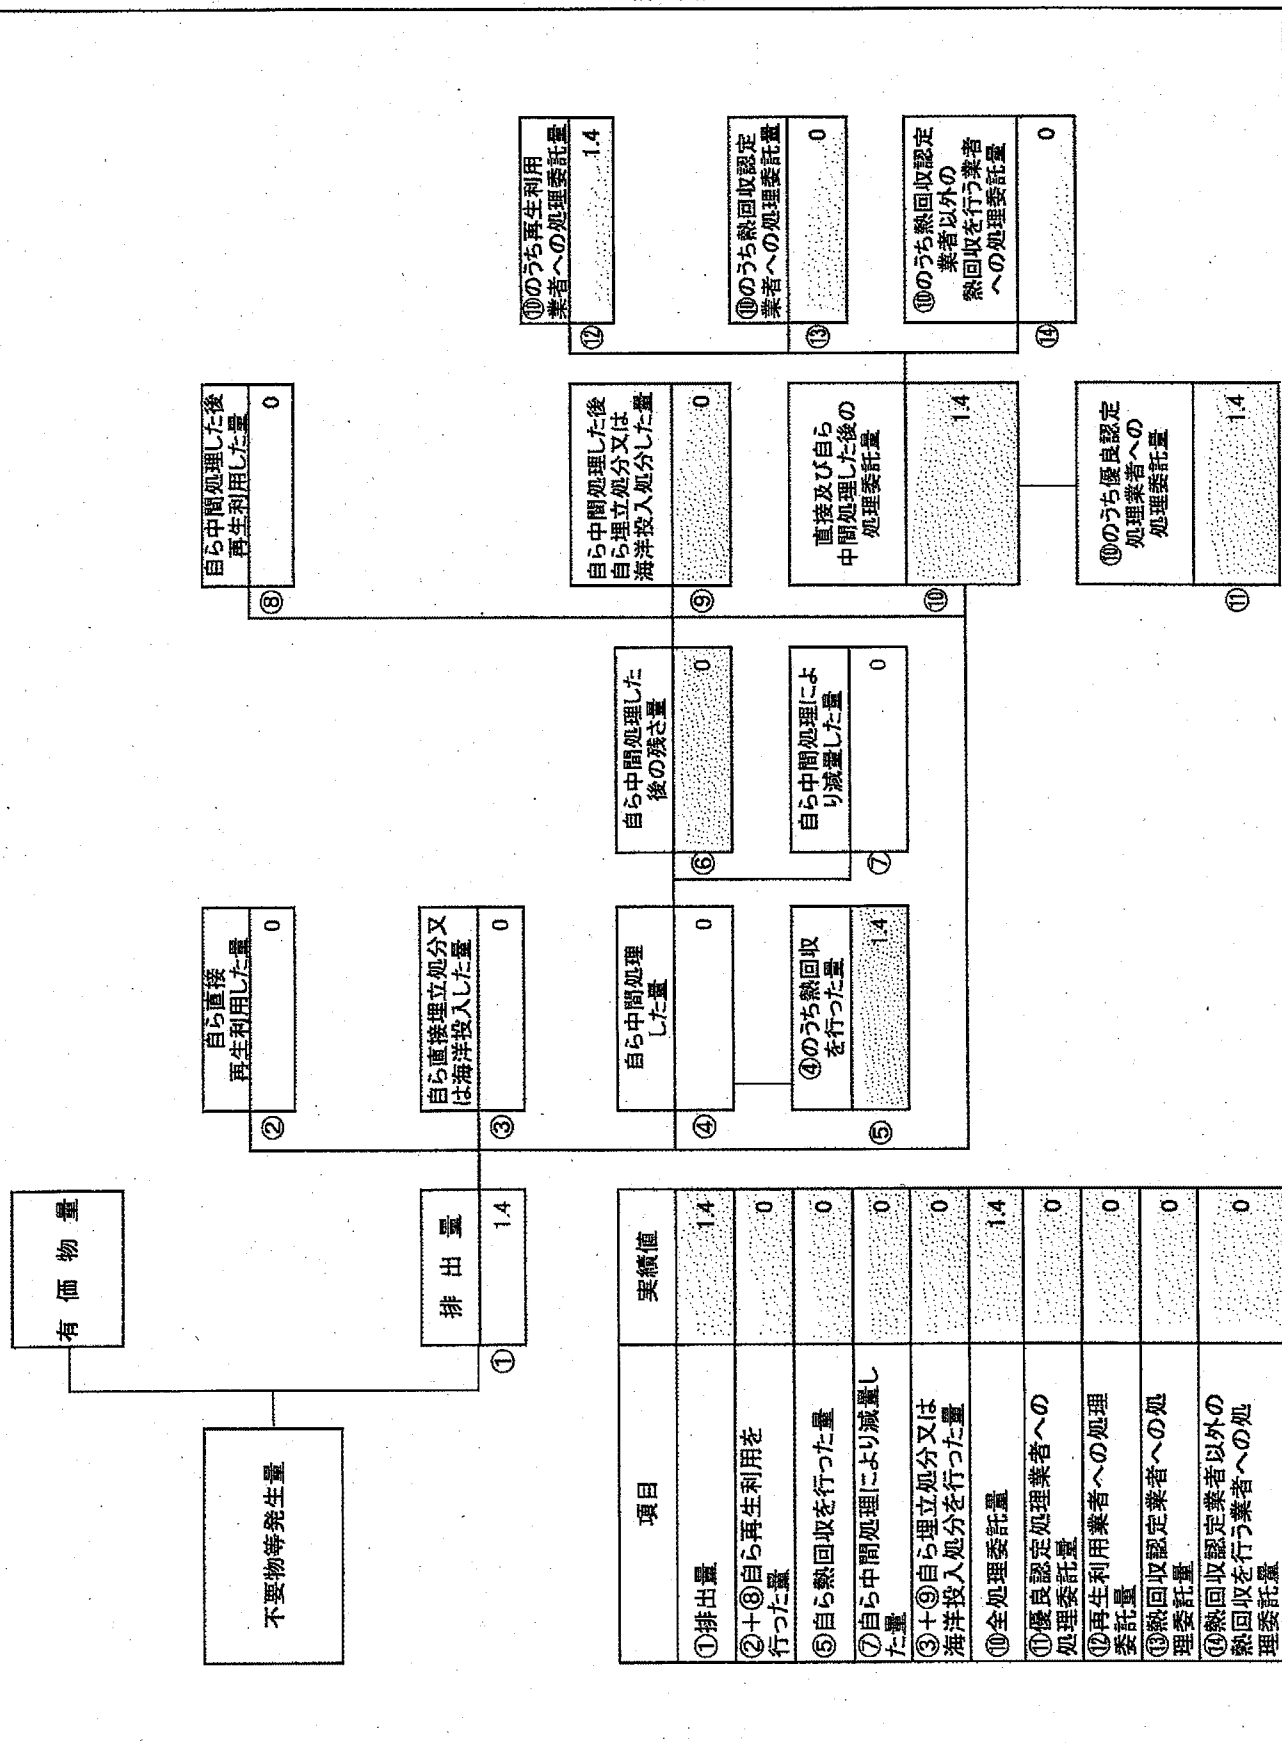 不要物等発生量
有価物量
排出量
①
1.4
自ら直接
再生利用した量
②
0
自ら直接埋立処分又
は海洋投入した量
③
0
自ら中間処理
した量
④
0
④のうち熱回収
を行った量
⑤
1.4
自ら中間処理した
後の残さ量
⑥
0
自ら中間処理によ
り減量した量
⑦
0
自ら中間処理した後
再生利用した量
⑧
0
自ら中間処理した後
自ら埋立処分又は
海洋投入処分した量
⑨
0
直接及び自ら
中間処理した後の
処理委託量
⑩
1.4
⑩のうち優良認定
処理業者への
処理委託量
⑪
1.4
⑩のうち再生利用
業者への処理委託量
⑫
1.4
⑩のうち熱回収認定
業者への処理委託量
⑬
0
⑩のうち熱回収認定
業者以外の
熱回収を行う業者
への処理委託量
⑭
0
項目 実績値
①排出量 1.4
②+⑧自ら再生利用を
行った量 0
⑤自ら熱回収を行った量 0
⑦自ら中間処理により減量し
た量 0
③+⑨自ら埋立処分又は
海洋投入処分を行った量 0
⑩全処理委託量 1.4
⑪優良認定処理業者への
処理委託量 0
⑫再生利用業者への処理
委託量 0
⑬熱回収認定業者への処
理委託量 0
⑭熱回収認定業者以外の
熱回収を行う業者への処
理委託量 0